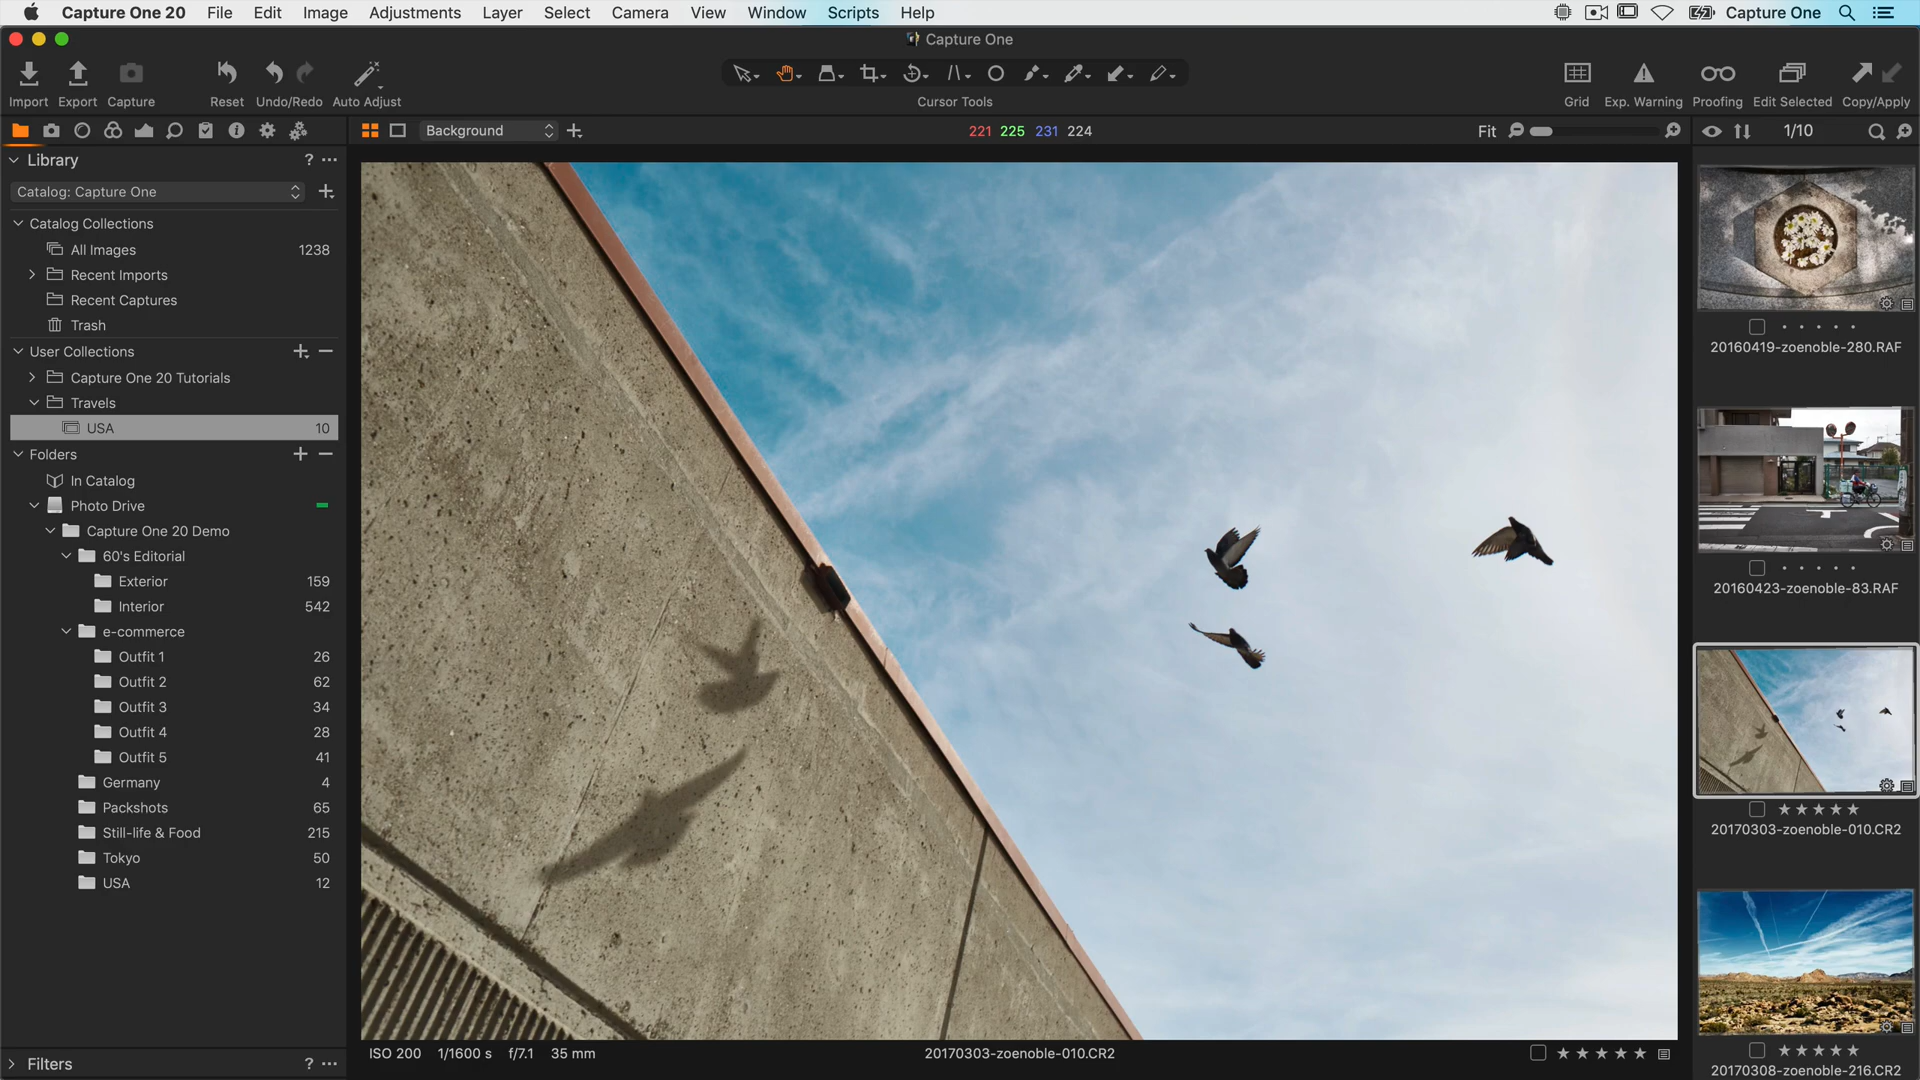 Capture One 20 File Edit Image Adjustments Layer Select Camera View Window Scripts Help Capture One
Capture One
Import Export Capture Reset Undo/Redo Auto Adjust Cursor Tools Grid Exp. Warning Proofing Edit Selected Copy/Apply
Background 221 225 231 224 Fit 1/10
Library ?
Catalog: Capture One
Catalog Collections
All Images 1238
Recent Imports
Recent Captures
Trash
User Collections
Capture One 20 Tutorials
Travels
USA 10
Folders
In Catalog
Photo Drive
Capture One 20 Demo
60's Editorial
Exterior 159
Interior 542
e-commerce
Outfit 1 26
Outfit 2 62
Outfit 3 34
Outfit 4 28
Outfit 5 41
Germany 4
Packshots 65
Still-life & Food 215
Tokyo 50
USA 12
Filters ?
ISO 200 1/1600 s f/7.1 35 mm 20170303-zoenoble-010.CR2
20160419-zoenoble-280.RAF
20160423-zoenoble-83.RAF
20170303-zoenoble-010.CR2
20170308-zoenoble-216.CR2